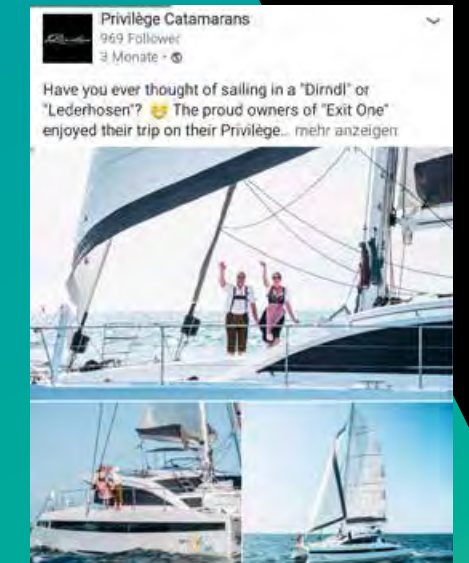 Privilège Catamarans
969 Follower
3 Monate •
Have you ever thought of sailing in a "Dirndl" or
"Lederhosen"? 😁 The proud owners of "Exit One"
enjoyed their trip on their Privilège... mehr anzeigen